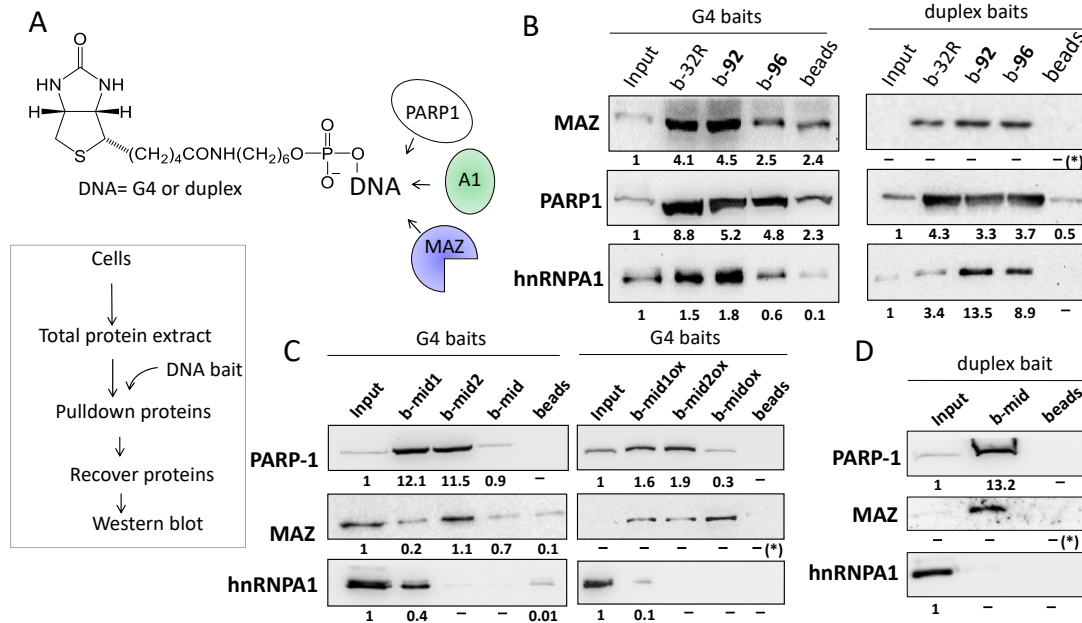 A
O
HN
NH
H
H
S
(CH2)4CONH(CH2)6O
P
O
O
O–
DNA
DNA= G4 or duplex
PARP1
A1
MAZ
Cells
Total protein extract
DNA bait
Pulldown proteins
Recover proteins
Western blot
B
G4 baits
Input b-32R b-92 b-96 beads
MAZ
1 4.1 4.5 2.5 2.4
PARP1
1 8.8 5.2 4.8 2.3
hnRNPA1
1 1.5 1.8 0.6 0.1
duplex baits
Input b-32R b-92 b-96 beads
– – – – –(*)
1 4.3 3.3 3.7 0.5
1 3.4 13.5 8.9 –
C
G4 baits
Input b-mid1 b-mid2 b-mid beads
PARP-1
1 12.1 11.5 0.9 –
MAZ
1 0.2 1.1 0.7 0.1
hnRNPA1
1 0.4 – – 0.01
G4 baits
Input b-mid1ox b-mid2ox b-midox beads
1 1.6 1.9 0.3 –
– – – – –(*)
1 0.1 – – –
D
duplex bait
Input b-mid beads
PARP-1
1 13.2 –
MAZ
– – –(*)
hnRNPA1
1 – –